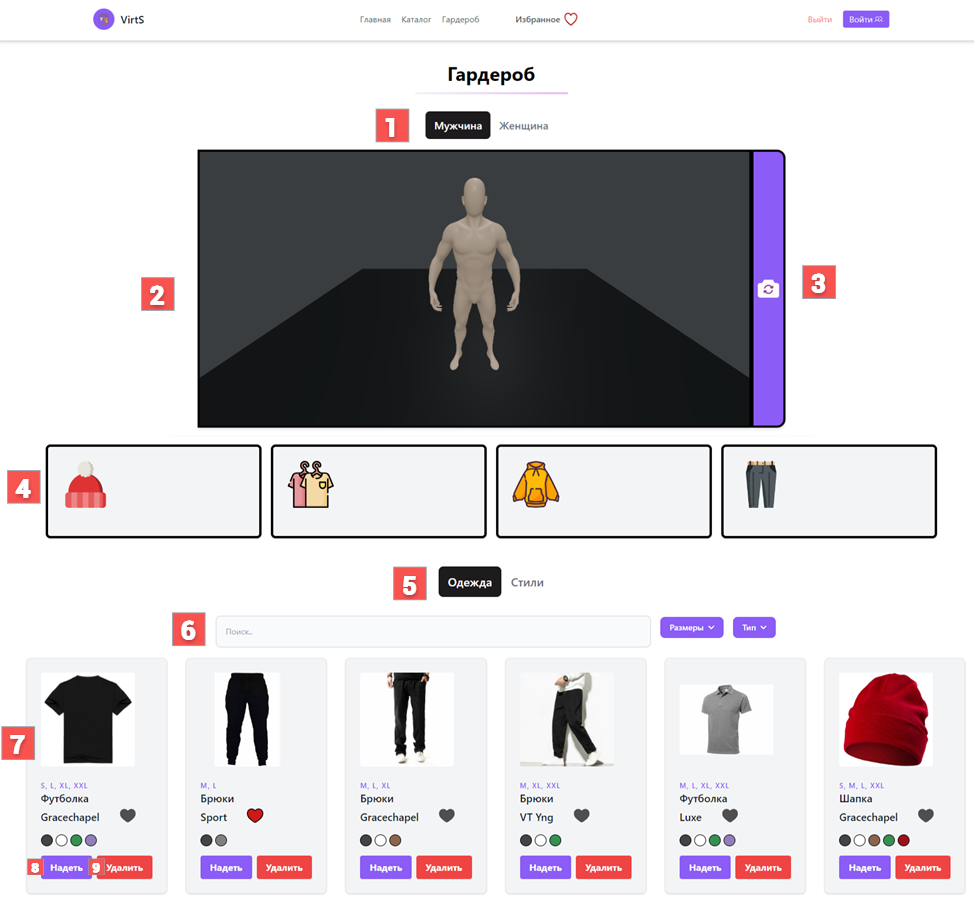 VirtS Главная Каталог Гардероб Избранное Выйти Войти
Гардероб
1 Мужчина Женщина
2
3
4
5 Одежда Стили
6 Поиск.. Размеры Тип
7
S, L, XL, XXL M, L M, L, XL M, XL, XXL M, L, XL, XXL S, M, L, XXL
Футболка Брюки Брюки Брюки Футболка Шапка
Gracechapel Sport Gracechapel VT Yng Luxe Gracechapel
8 Надеть 9 Удалить Надеть Удалить Надеть Удалить Надеть Удалить Надеть Удалить Надеть Удалить